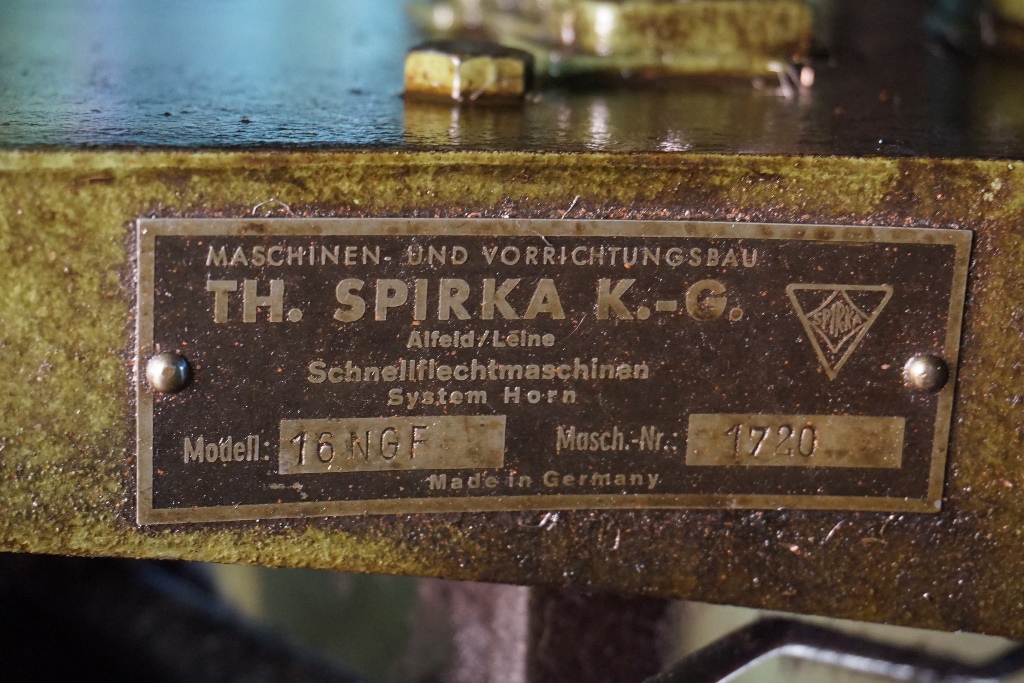 MASCHINEN- UND VORRICHTUNGSBAU
TH. SPIRKA K.-G.
SPIRKA
Alfeld/Leine
Schnellflechtmaschinen
System Horn
Modell: 16 NGF Masch.-Nr.: 1720
Made in Germany